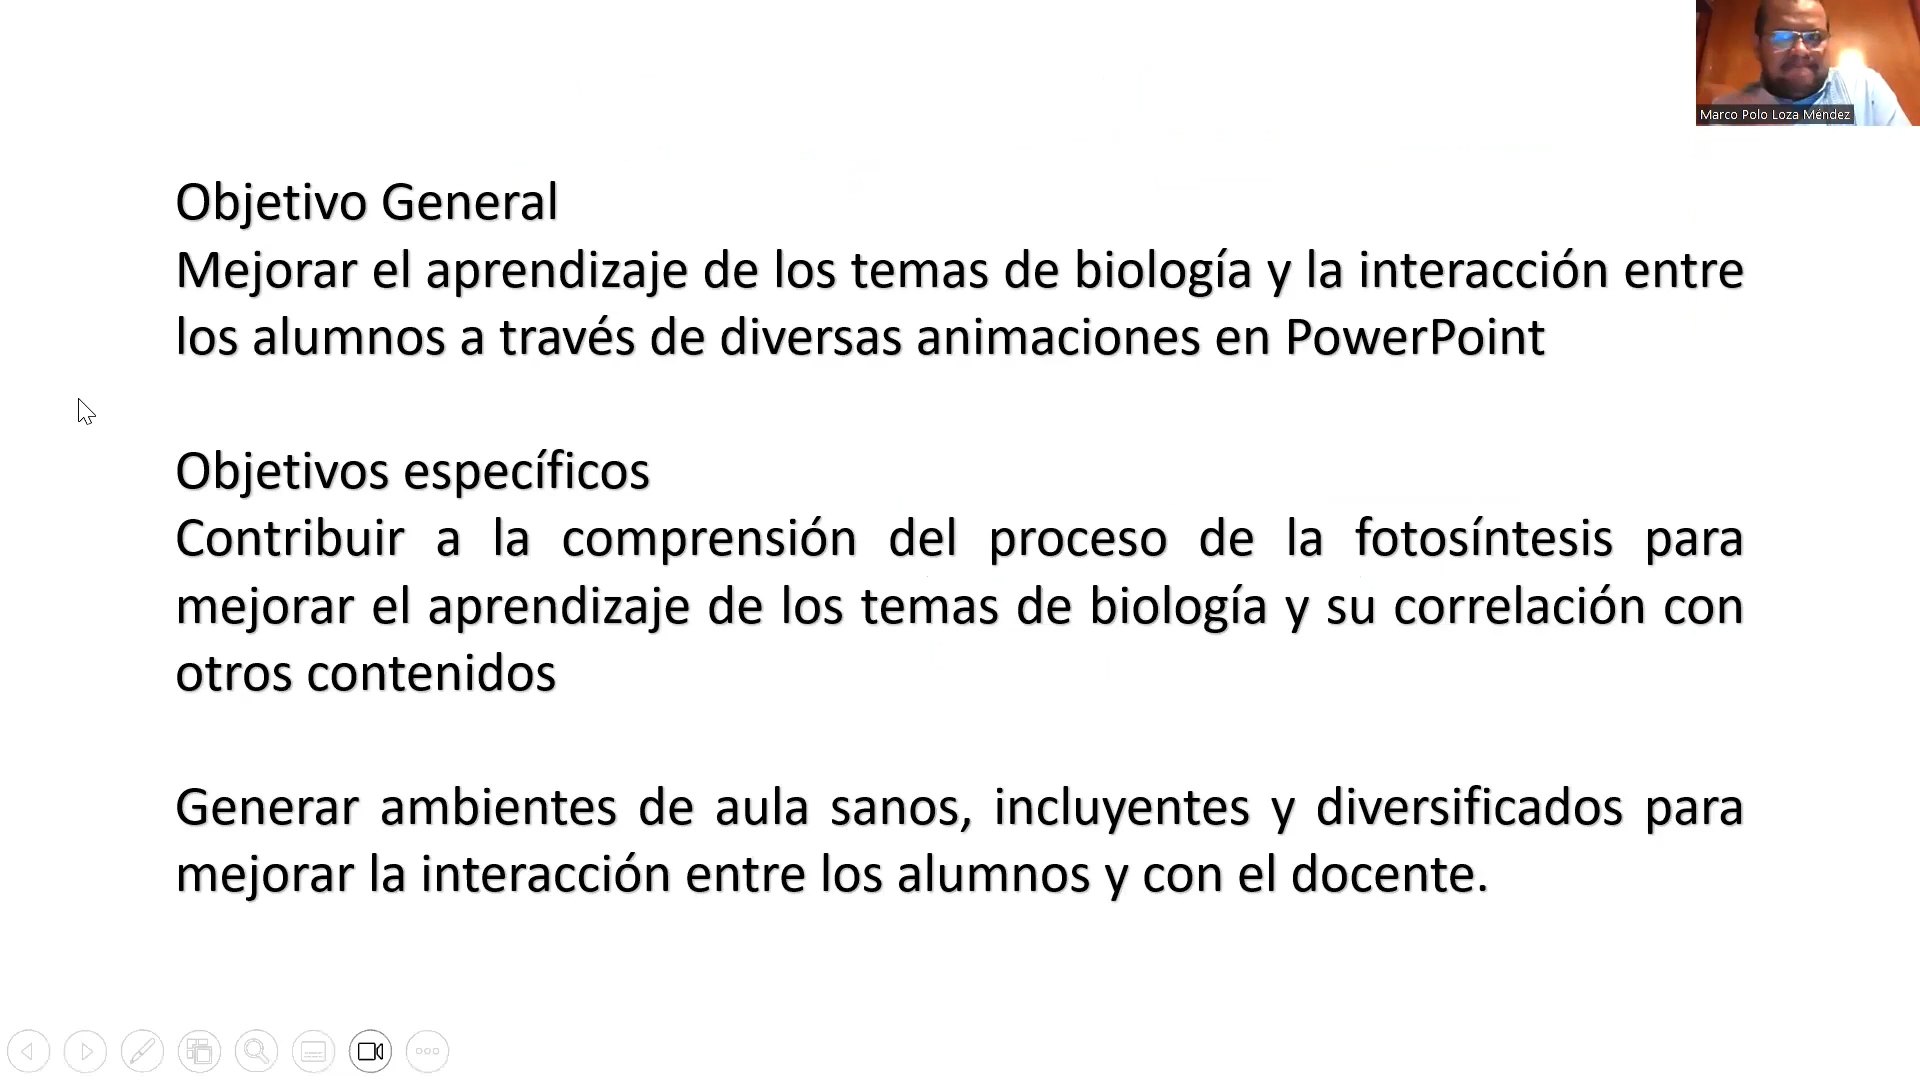 Marco Polo Loza Méndez
Objetivo General
Mejorar el aprendizaje de los temas de biología y la interacción entre
los alumnos a través de diversas animaciones en PowerPoint
Objetivos específicos
Contribuir a la comprensión del proceso de la fotosíntesis para
mejorar el aprendizaje de los temas de biología y su correlación con
otros contenidos
Generar ambientes de aula sanos, incluyentes y diversificados para
mejorar la interacción entre los alumnos y con el docente.